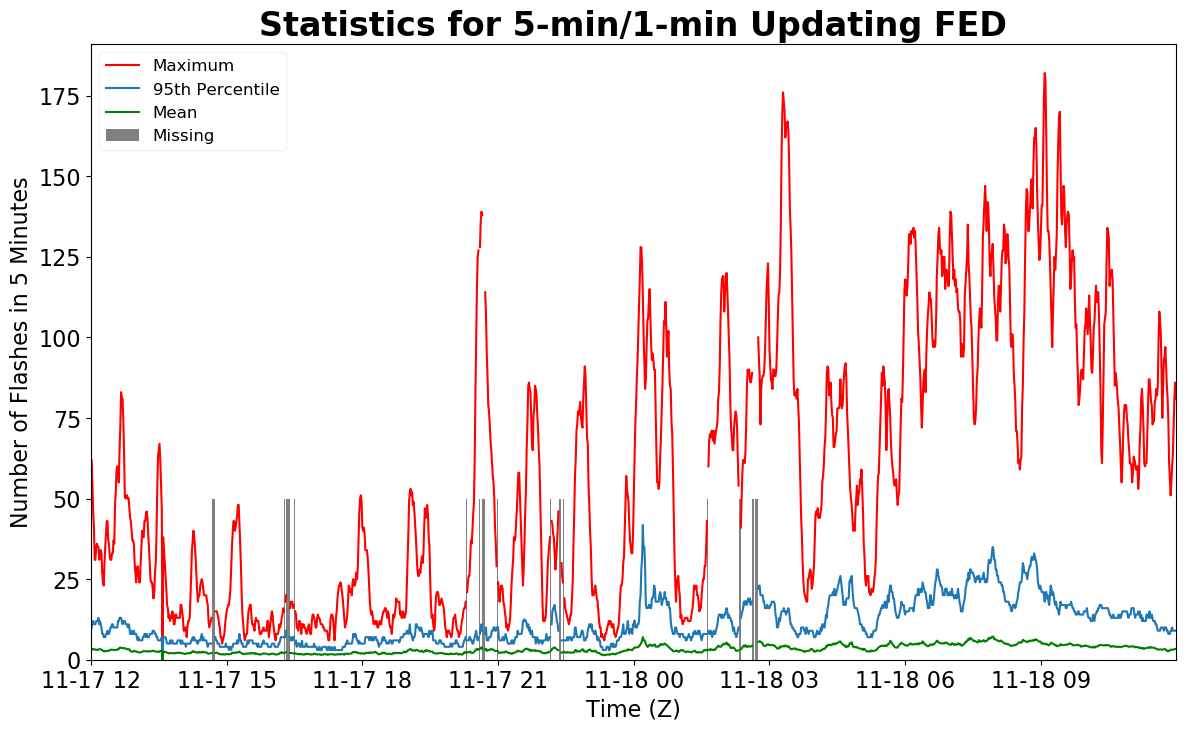 Statistics for 5-min/1-min Updating FED
Number of Flashes in 5 Minutes
175
150
125
100
75
50
25
0
Maximum
95th Percentile
Mean
Missing
11-17 12
11-17 15
11-17 18
11-17 21
11-18 00
11-18 03
11-18 06
11-18 09
Time (Z)